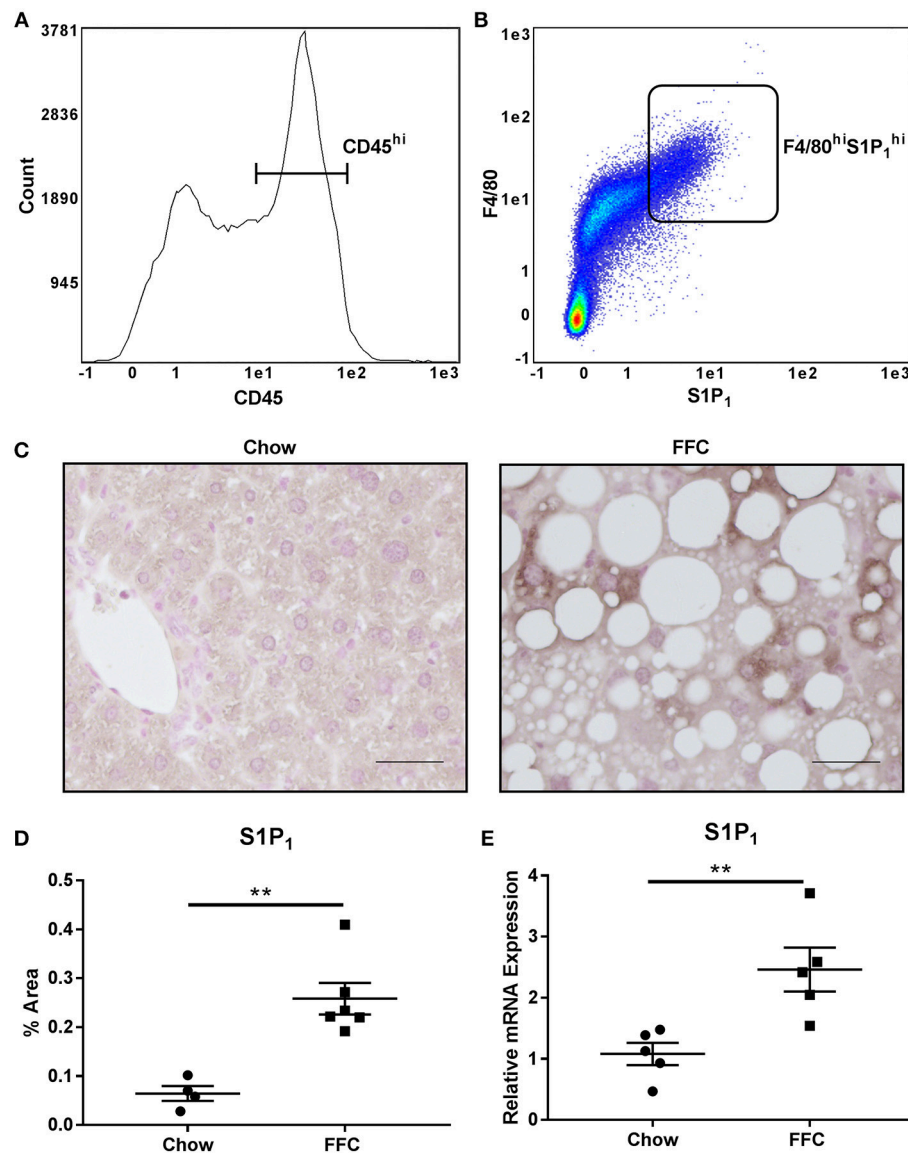 A
3781
2836
1890
945
Count
CD45hi
-1 0 1 1e1 1e2 1e3
CD45
B
1e3
1e2
1e1
1
0
-1
F4/80
F4/80hiS1P1hi
-1 0 1 1e1 1e2 1e3
S1P1
C
Chow
FFC
D
S1P1
**
0.5
0.4
0.3
0.2
0.1
0.0
% Area
Chow FFC
E
S1P1
**
4
3
2
1
0
Relative mRNA Expression
Chow FFC